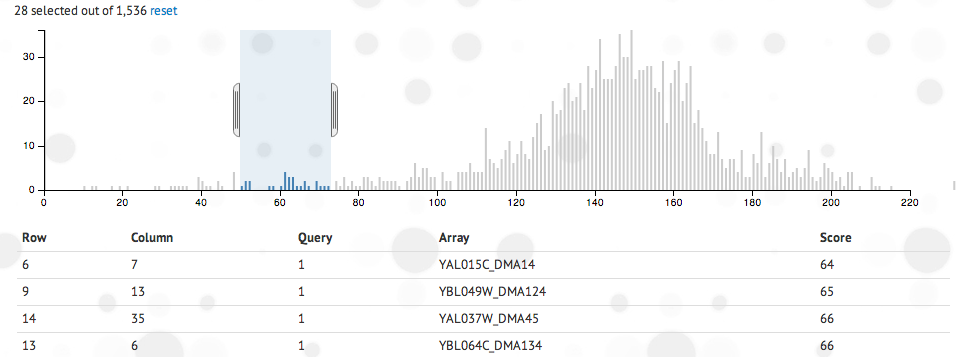 28 selected out of 1,536 reset
30
20
10
0
0 20 40 60 80 100 120 140 160 180 200 220
Row Column Query Array Score
6 7 1 YAL015C_DMA14 64
9 13 1 YBL049W_DMA124 65
14 35 1 YAL037W_DMA45 66
13 6 1 YBL064C_DMA134 66